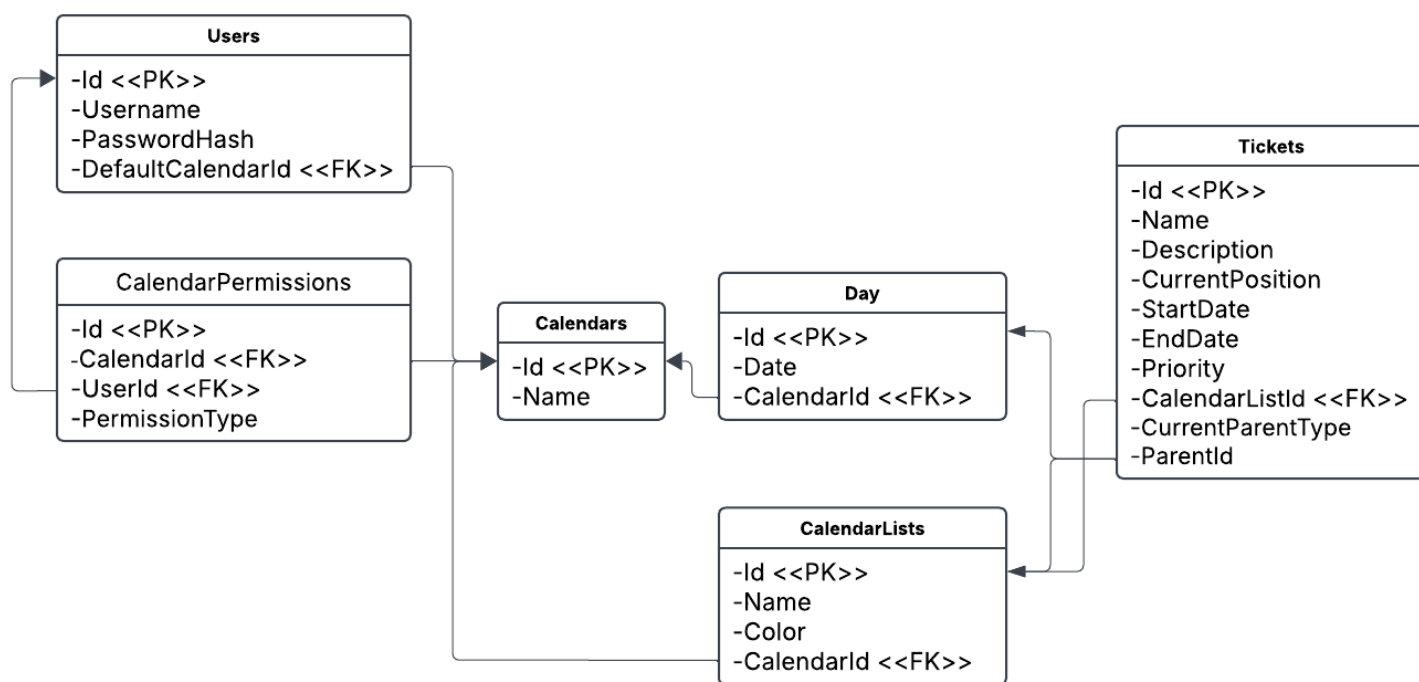 Users
-Id <<PK>>
-Username
-PasswordHash
-DefaultCalendarId <<FK>>
CalendarPermissions
-Id <<PK>>
-CalendarId <<FK>>
-UserId <<FK>>
-PermissionType
Calendars
-Id <<PK>>
-Name
Day
-Id <<PK>>
-Date
-CalendarId <<FK>>
CalendarLists
-Id <<PK>>
-Name
-Color
-CalendarId <<FK>>
Tickets
-Id <<PK>>
-Name
-Description
-CurrentPosition
-StartDate
-EndDate
-Priority
-CalendarListId <<FK>>
-CurrentParentType
-ParentId